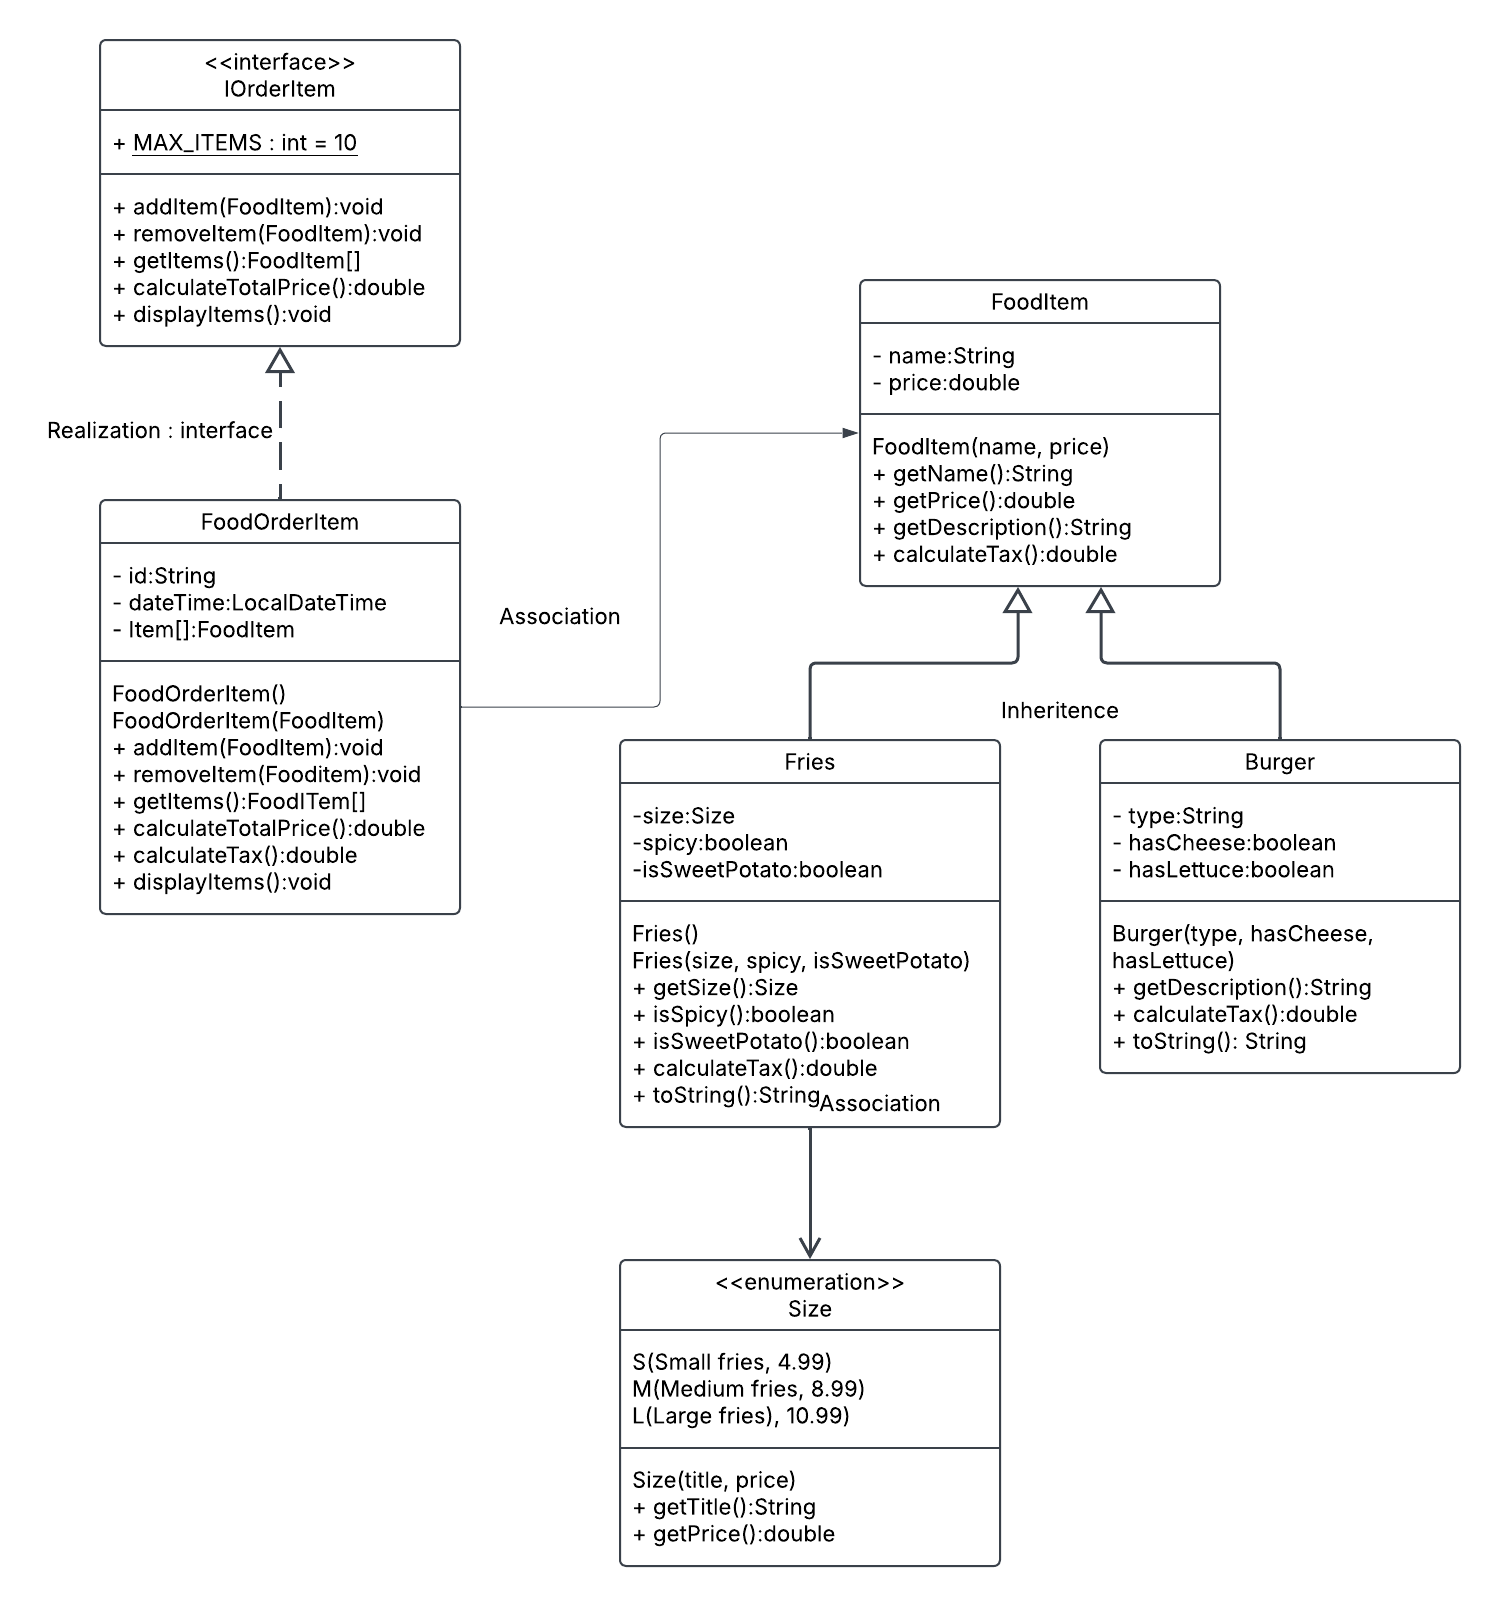 <<interface>>
IOrderItem
+ MAX_ITEMS : int = 10
+ addItem(FoodItem):void
+ removeItem(FoodItem):void
+ getItems():FoodItem[]
+ calculateTotalPrice():double
+ displayItems():void
Realization : interface
FoodOrderItem
- id:String
- dateTime:LocalDateTime
- Item[]:FoodItem
FoodOrderItem()
FoodOrderItem(FoodItem)
+ addItem(FoodItem):void
+ removeItem(Fooditem):void
+ getItems():FoodITem[]
+ calculateTotalPrice():double
+ calculateTax():double
+ displayItems():void
Association
FoodItem
- name:String
- price:double
FoodItem(name, price)
+ getName():String
+ getPrice():double
+ getDescription():String
+ calculateTax():double
Inheritence
Fries
-size:Size
-spicy:boolean
-isSweetPotato:boolean
Fries()
Fries(size, spicy, isSweetPotato)
+ getSize():Size
+ isSpicy():boolean
+ isSweetPotato():boolean
+ calculateTax():double
+ toString():String
Association
Burger
- type:String
- hasCheese:boolean
- hasLettuce:boolean
Burger(type, hasCheese,
hasLettuce)
+ getDescription():String
+ calculateTax():double
+ toString(): String
<<enumeration>>
Size
S(Small fries, 4.99)
M(Medium fries, 8.99)
L(Large fries), 10.99)
Size(title, price)
+ getTitle():String
+ getPrice():double